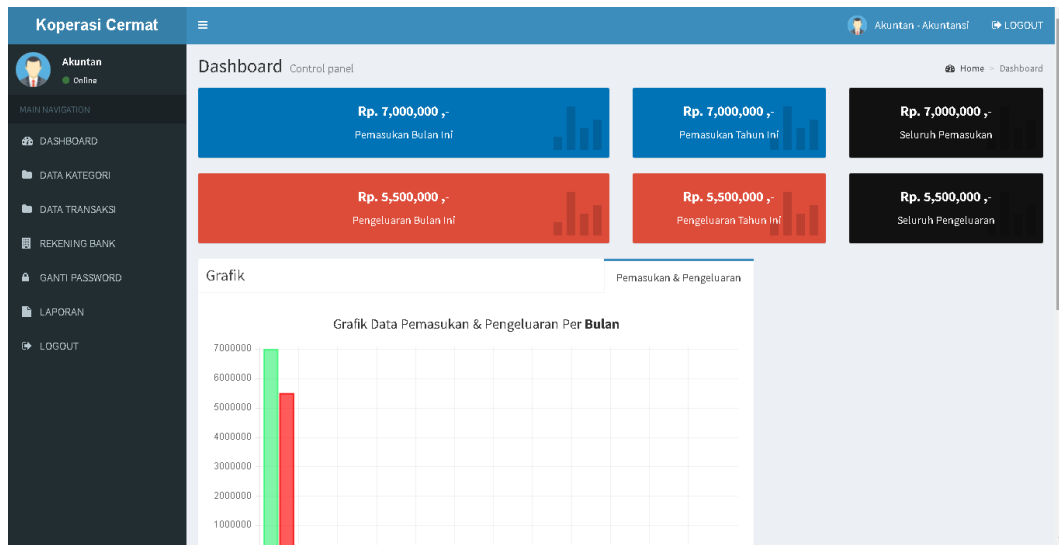 Koperasi Cermat
Akuntan - Akuntansi LOGOUT
Akuntan
Online
MAIN NAVIGATION
DASHBOARD
DATA KATEGORI
DATA TRANSAKSI
REKENING BANK
GANTI PASSWORD
LAPORAN
LOGOUT
Dashboard Control panel
Home > Dashboard
Rp. 7,000,000 ,-
Pemasukan Bulan Ini
Rp. 7,000,000 ,-
Pemasukan Tahun Ini
Rp. 7,000,000 ,-
Seluruh Pemasukan
Rp. 5,500,000 ,-
Pengeluaran Bulan Ini
Rp. 5,500,000 ,-
Pengeluaran Tahun Ini
Rp. 5,500,000 ,-
Seluruh Pengeluaran
Grafik
Pemasukan & Pengeluaran
Grafik Data Pemasukan & Pengeluaran Per Bulan
7000000
6000000
5000000
4000000
3000000
2000000
1000000